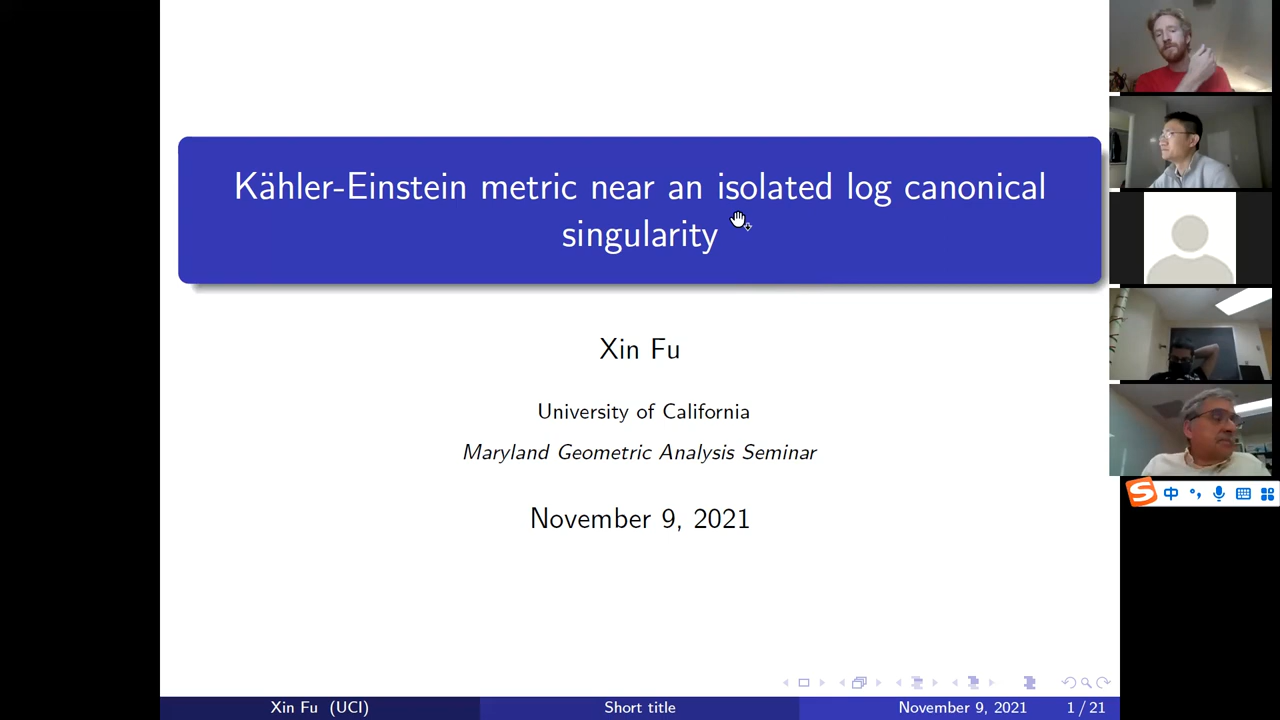 Kähler-Einstein metric near an isolated log canonical
singularity
Xin Fu
University of California
Maryland Geometric Analysis Seminar
November 9, 2021
S 中
Xin Fu (UCI)
Short title
November 9, 2021
1 / 21